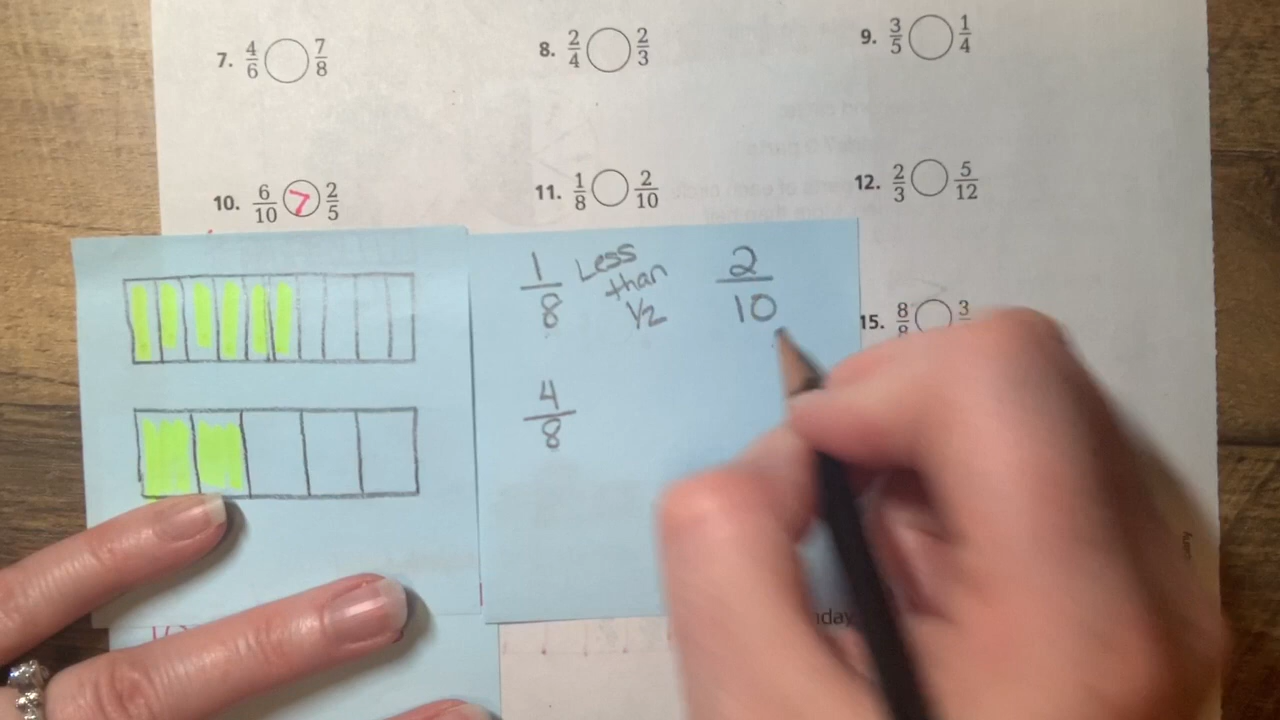 7. 4/6 ○ 7/8
8. 2/4 ○ 2/3
9. 3/5 ○ 1/4
10. 6/10 > 2/5
11. 1/8 ○ 2/10
12. 2/3 ○ 5/12
1/8 Less than 1/2
2/10
4/8
15. 8/8 ○ 3